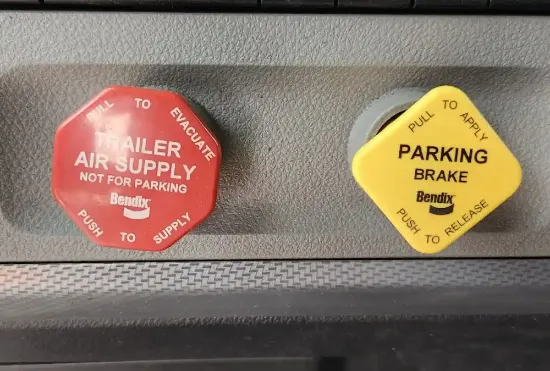 PULL TO EVACUATE
TRAILER
AIR SUPPLY
NOT FOR PARKING
Bendix
PUSH TO SUPPLY
PULL TO APPLY
PARKING
BRAKE
Bendix
PUSH TO RELEASE